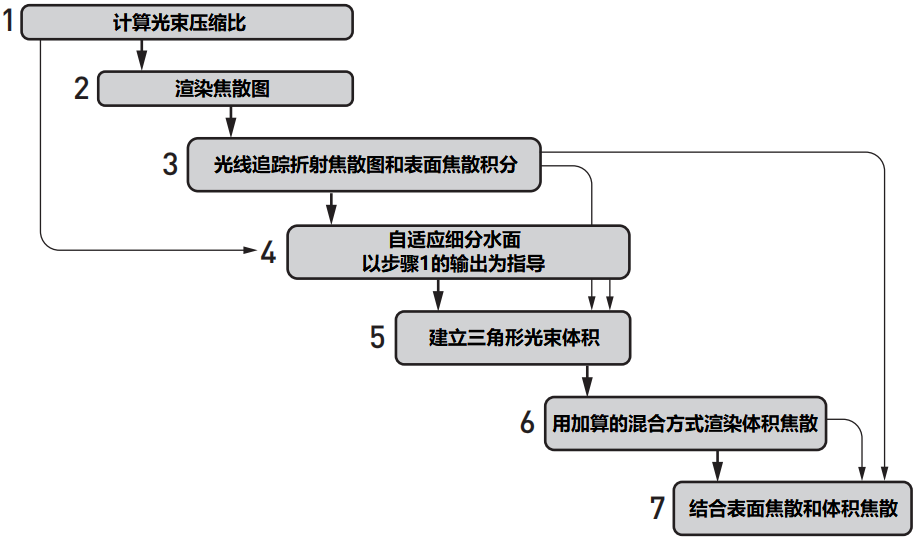 1 计算光束压缩比
2 渲染焦散图
3 光线追踪折射焦散图和表面焦散积分
4 自适应细分水面
以步骤1的输出为指导
5 建立三角形光束体积
6 用加算的混合方式渲染体积焦散
7 结合表面焦散和体积焦散